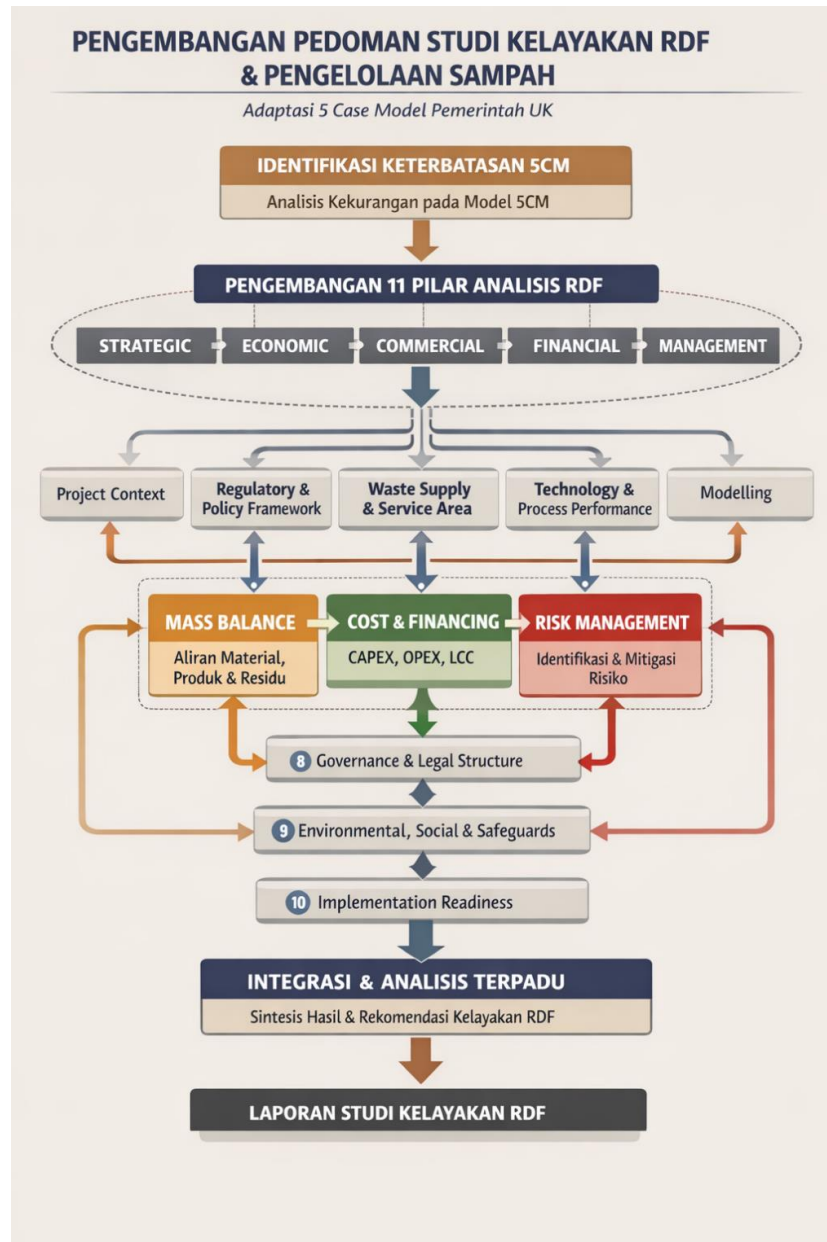 PENGEMBANGAN PEDOMAN STUDI KELAYAKAN RDF
& PENGELOLAAN SAMPAH
Adaptasi 5 Case Model Pemerintah UK
IDENTIFIKASI KETERBATASAN 5CM
Analisis Kekurangan pada Model 5CM
PENGEMBANGAN 11 PILAR ANALISIS RDF
STRATEGIC
ECONOMIC
COMMERCIAL
FINANCIAL
MANAGEMENT
Project Context
Regulatory &
Policy Framework
Waste Supply
& Service Area
Technology &
Process Performance
Modelling
MASS BALANCE
Aliran Material,
Produk & Residu
COST & FINANCING
CAPEX, OPEX, LCC
RISK MANAGEMENT
Identifikasi & Mitigasi
Risiko
8 Governance & Legal Structure
9 Environmental, Social & Safeguards
10 Implementation Readiness
INTEGRASI & ANALISIS TERPADU
Sintesis Hasil & Rekomendasi Kelayakan RDF
LAPORAN STUDI KELAYAKAN RDF